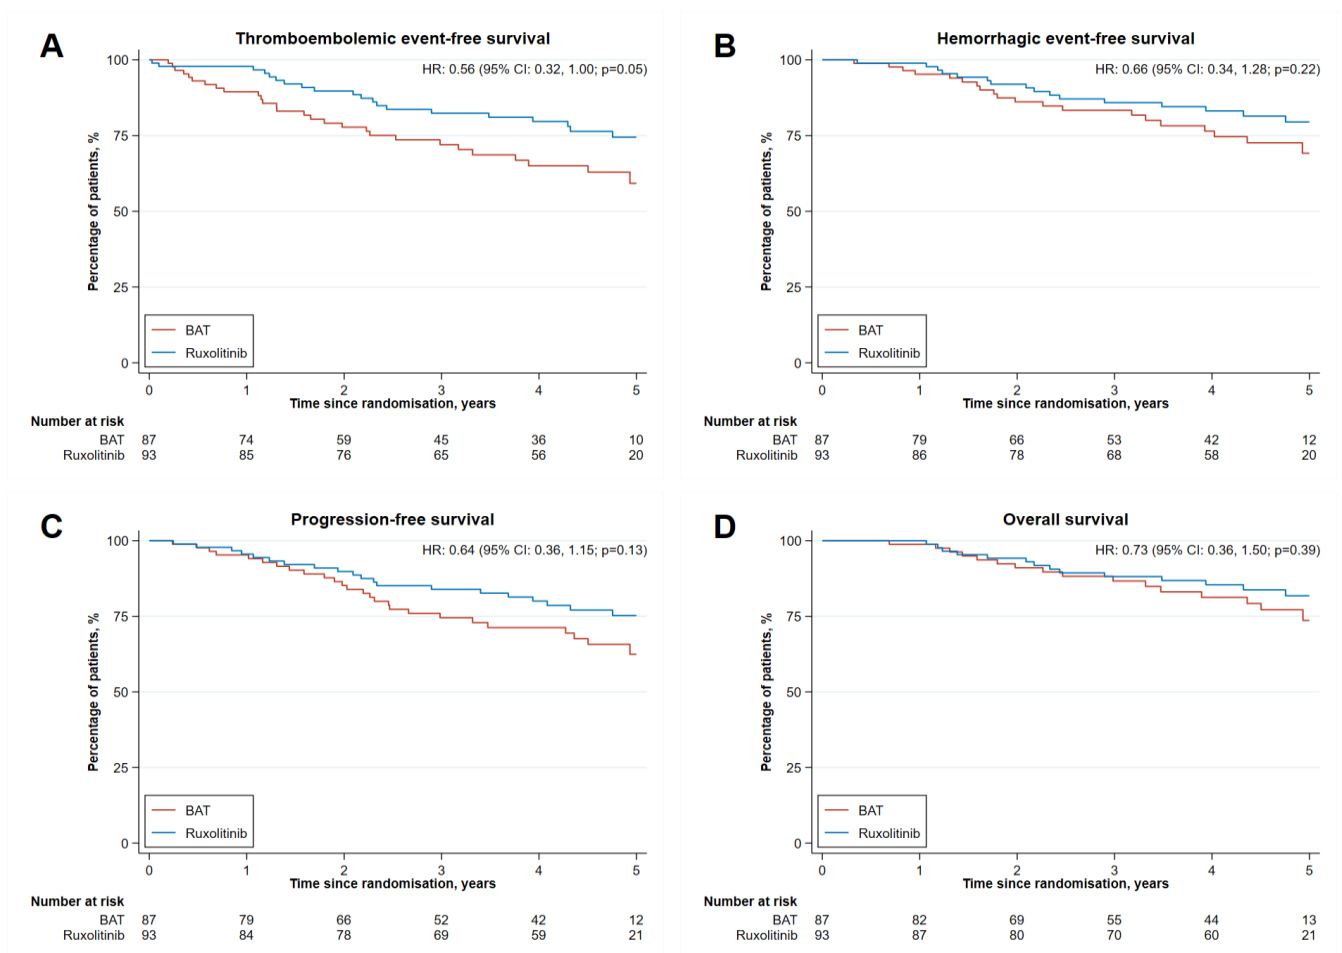 A
Thromboembolemic event-free survival
HR: 0.56 (95% CI: 0.32, 1.00; p=0.05)
Percentage of patients, %
100
75
50
25
0
BAT
Ruxolitinib
0 1 2 3 4 5
Time since randomisation, years
Number at risk
BAT 87 74 59 45 36 10
Ruxolitinib 93 85 76 65 56 20
B
Hemorrhagic event-free survival
HR: 0.66 (95% CI: 0.34, 1.28; p=0.22)
Percentage of patients, %
100
75
50
25
0
BAT
Ruxolitinib
0 1 2 3 4 5
Time since randomisation, years
Number at risk
BAT 87 79 66 53 42 12
Ruxolitinib 93 86 78 68 58 20
C
Progression-free survival
HR: 0.64 (95% CI: 0.36, 1.15; p=0.13)
Percentage of patients, %
100
75
50
25
0
BAT
Ruxolitinib
0 1 2 3 4 5
Time since randomisation, years
Number at risk
BAT 87 79 66 52 42 12
Ruxolitinib 93 84 78 69 59 21
D
Overall survival
HR: 0.73 (95% CI: 0.36, 1.50; p=0.39)
Percentage of patients, %
100
75
50
25
0
BAT
Ruxolitinib
0 1 2 3 4 5
Time since randomisation, years
Number at risk
BAT 87 82 69 55 44 13
Ruxolitinib 93 87 80 70 60 21